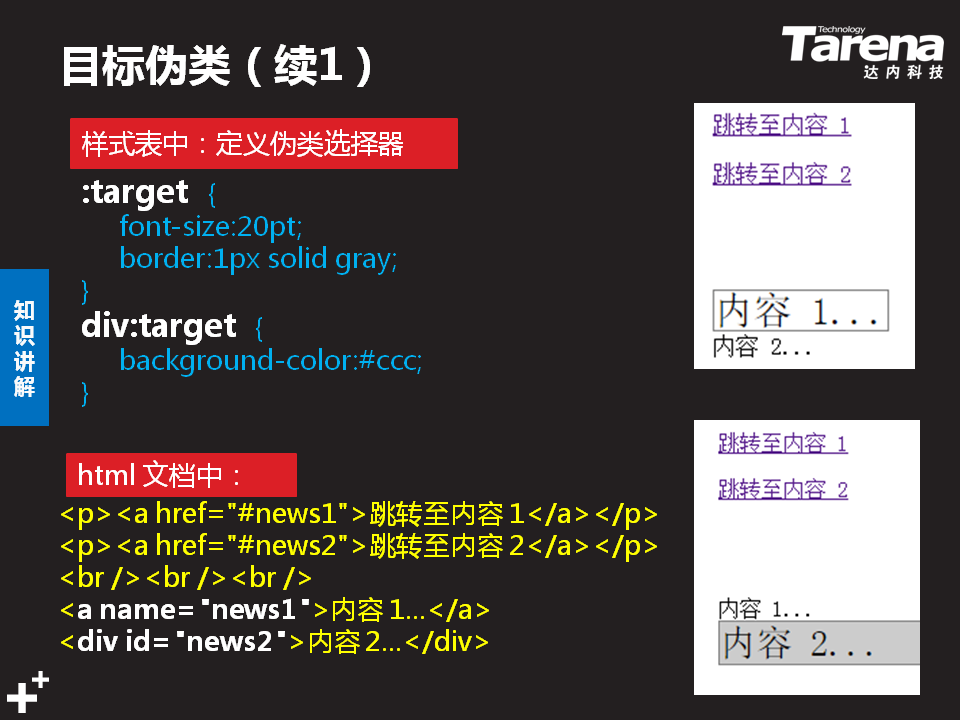 目标伪类（续1）
Technology
Tarena
达内科技
样式表中：定义伪类选择器
:target {
font-size:20pt;
border:1px solid gray;
}
div:target {
background-color:#ccc;
}
知识讲解
html 文档中：
<p><a href="#news1">跳转至内容 1</a></p>
<p><a href="#news2">跳转至内容 2</a></p>
<br /><br /><br />
<a name="news1">内容 1...</a>
<div id="news2">内容 2...</div>
跳转至内容 1
跳转至内容 2
内容 1...
内容 2...
跳转至内容 1
跳转至内容 2
内容 1...
内容 2...